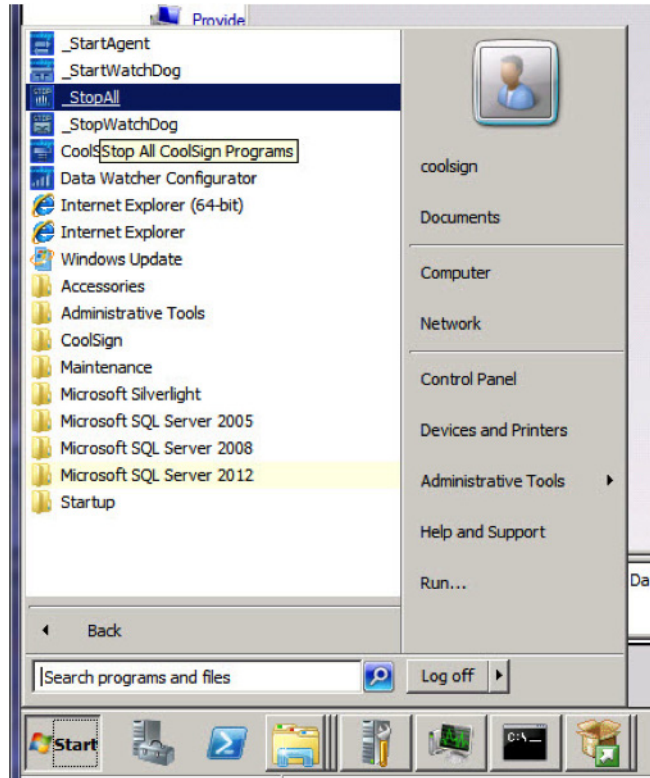 Provide
_StartAgent
_StartWatchDog
_StopAll
_StopWatchDog
CoolS
Stop All CoolSign Programs
Data Watcher Configurator
Internet Explorer (64-bit)
Internet Explorer
Windows Update
Accessories
Administrative Tools
CoolSign
Maintenance
Microsoft Silverlight
Microsoft SQL Server 2005
Microsoft SQL Server 2008
Microsoft SQL Server 2012
Startup
Back
Search programs and files
coolsign
Documents
Computer
Network
Control Panel
Devices and Printers
Administrative Tools
Help and Support
Run...
Log off
Da
Start
C:\_